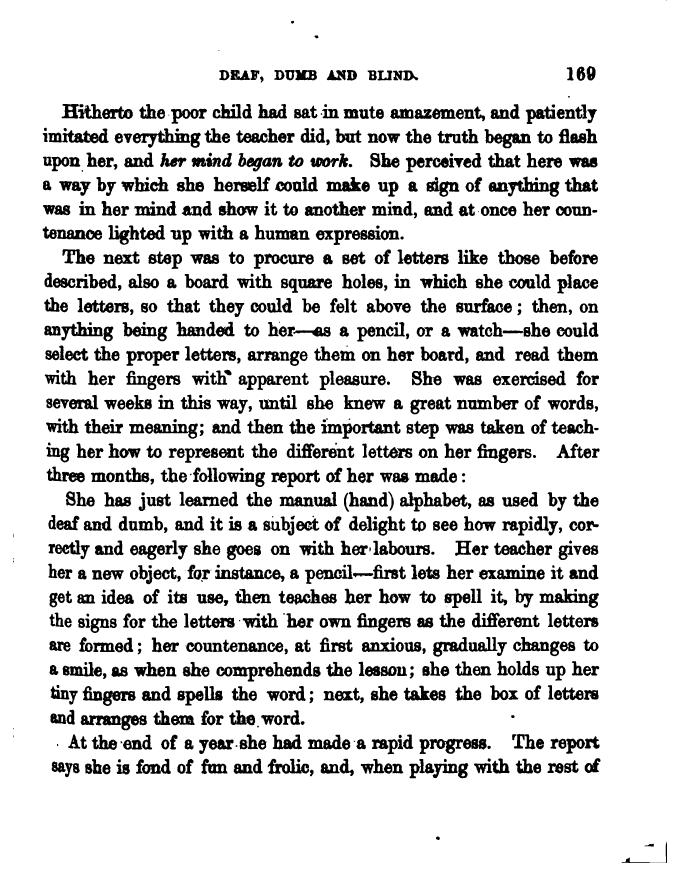 DEAF, DUMB AND BLIND. 169
Hitherto the poor child had sat in mute amazement, and patiently
imitated everything the teacher did, but now the truth began to flash
upon her, and her mind began to work. She perceived that here was
a way by which she herself could make up a sign of anything that
was in her mind and show it to another mind, and at once her coun-
tenance lighted up with a human expression.
The next step was to procure a set of letters like those before
described, also a board with square holes, in which she could place
the letters, so that they could be felt above the surface; then, on
anything being handed to her—as a pencil, or a watch—she could
select the proper letters, arrange them on her board, and read them
with her fingers with apparent pleasure. She was exercised for
several weeks in this way, until she knew a great number of words,
with their meaning; and then the important step was taken of teach-
ing her how to represent the different letters on her fingers. After
three months, the following report of her was made:
She has just learned the manual (hand) alphabet, as used by the
deaf and dumb, and it is a subject of delight to see how rapidly, cor-
rectly and eagerly she goes on with her labours. Her teacher gives
her a new object, for instance, a pencil—first lets her examine it and
get an idea of its use, then teaches her how to spell it, by making
the signs for the letters with her own fingers as the different letters
are formed; her countenance, at first anxious, gradually changes to
a smile, as when she comprehends the lesson; she then holds up her
tiny fingers and spells the word; next, she takes the box of letters
and arranges them for the word.
At the end of a year she had made a rapid progress. The report
says she is fond of fun and frolic, and, when playing with the rest of